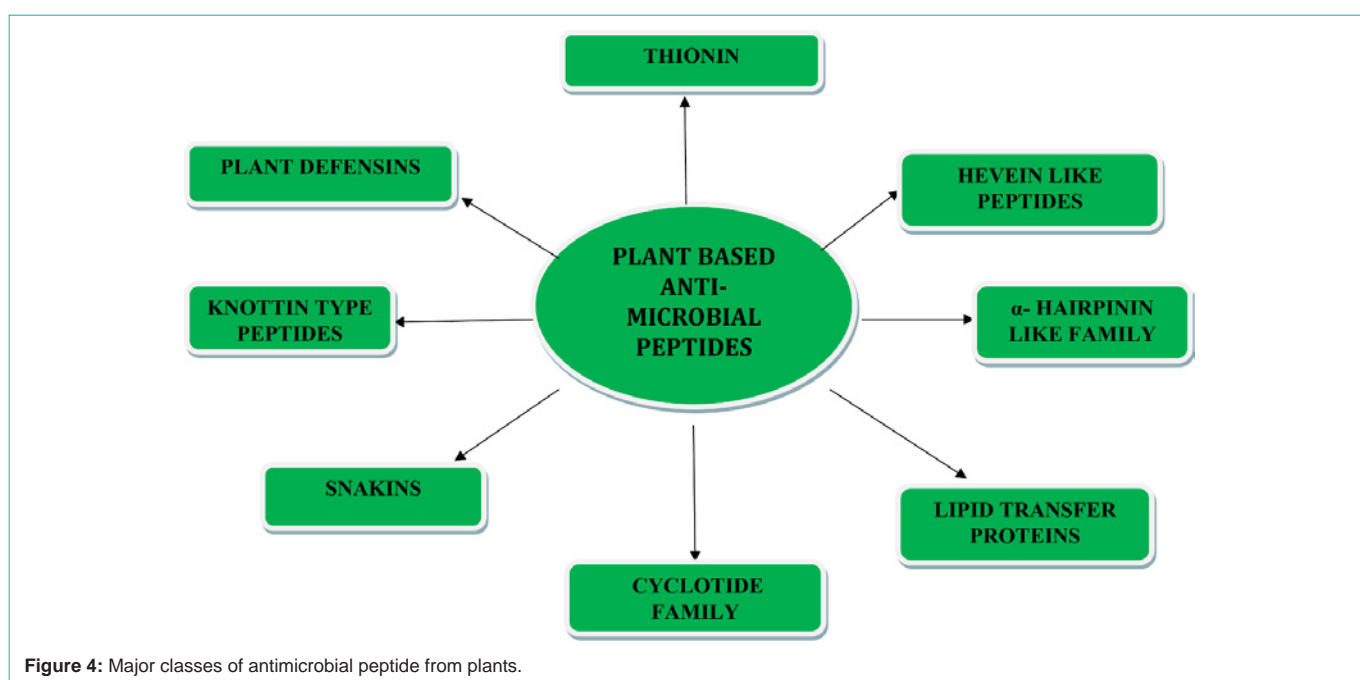 THIONIN
PLANT DEFENSINS
HEVEIN LIKE
PEPTIDES
PLANT BASED
ANTI-
MICROBIAL
PEPTIDES
KNOTTIN TYPE
PEPTIDES
α- HAIRPININ
LIKE FAMILY
SNAKINS
LIPID TRANSFER
PROTEINS
CYCLOTIDE
FAMILY
Figure 4: Major classes of antimicrobial peptide from plants.